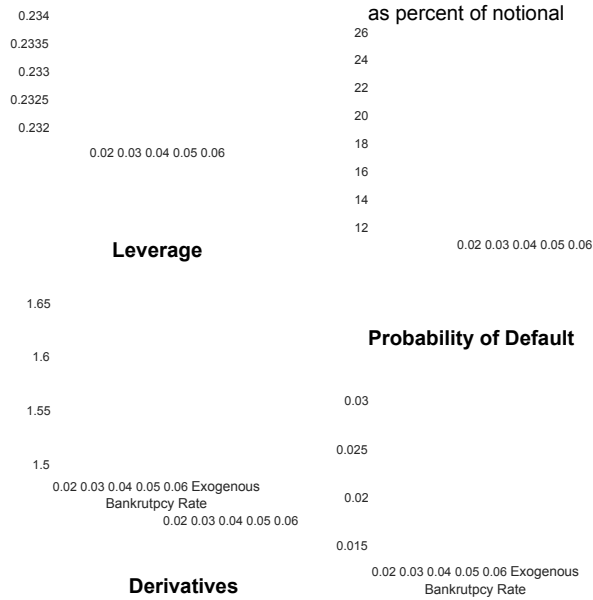 0.234
0.2335
0.233
0.2325
0.232
0.02 0.03 0.04 0.05 0.06
Leverage
1.65
1.6
1.55
1.5
0.02 0.03 0.04 0.05 0.06 Exogenous
Bankrutpcy Rate
0.02 0.03 0.04 0.05 0.06
Derivatives
as percent of notional
26
24
22
20
18
16
14
12
0.02 0.03 0.04 0.05 0.06
Probability of Default
0.03
0.025
0.02
0.015
0.02 0.03 0.04 0.05 0.06 Exogenous
Bankrutpcy Rate